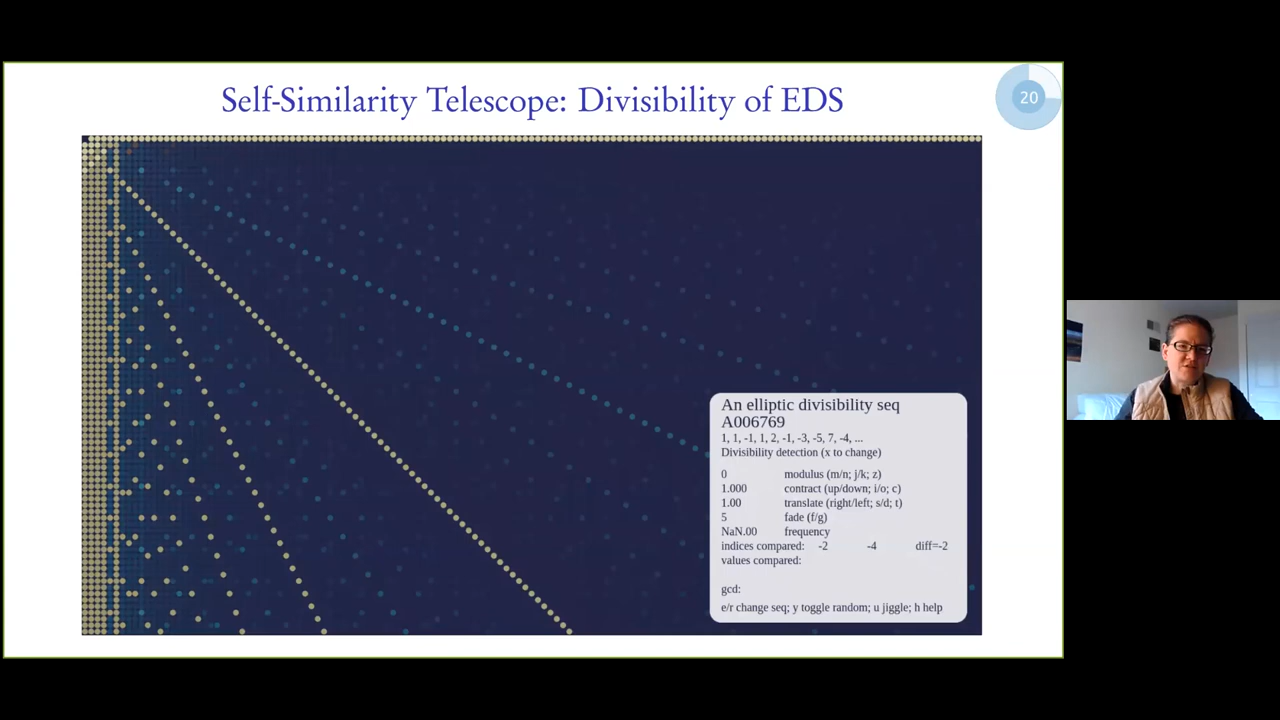 Self-Similarity Telescope: Divisibility of EDS
20
An elliptic divisibility seq
A006769
1, 1, -1, 1, 2, -1, -3, -5, 7, -4, ...
Divisibility detection (x to change)
0 modulus (m/n; j/k; z)
1.000 contract (up/down; i/o; c)
1.00 translate (right/left; s/d; t)
5 fade (f/g)
NaN.00 frequency
indices compared: -2 -4 diff=-2
values compared:
gcd:
e/r change seq; y toggle random; u jiggle; h help